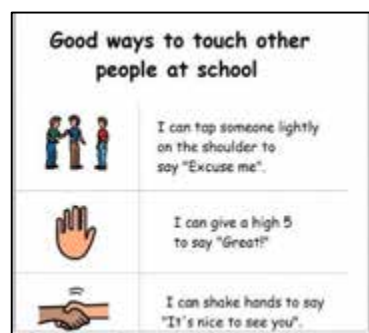 Good ways to touch other
people at school
I can tap someone lightly
on the shoulder to
say "Excuse me".
I can give a high 5
to say "Great!"
I can shake hands to say
"It's nice to see you".